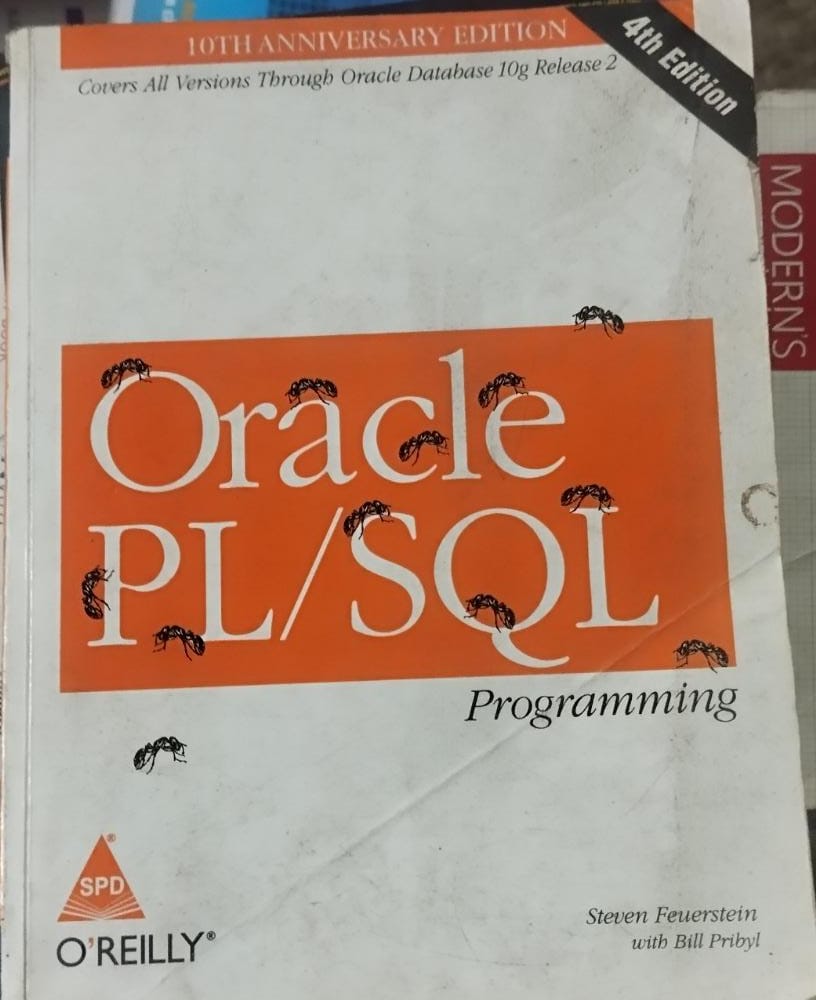 10TH ANNIVERSARY EDITION
4th Edition
Covers All Versions Through Oracle Database 10g Release 2
MODERN'S
Oracle
PL/SQL
Programming
®
SPD
O'REILLY®
Steven Feuerstein
with Bill Pribyl